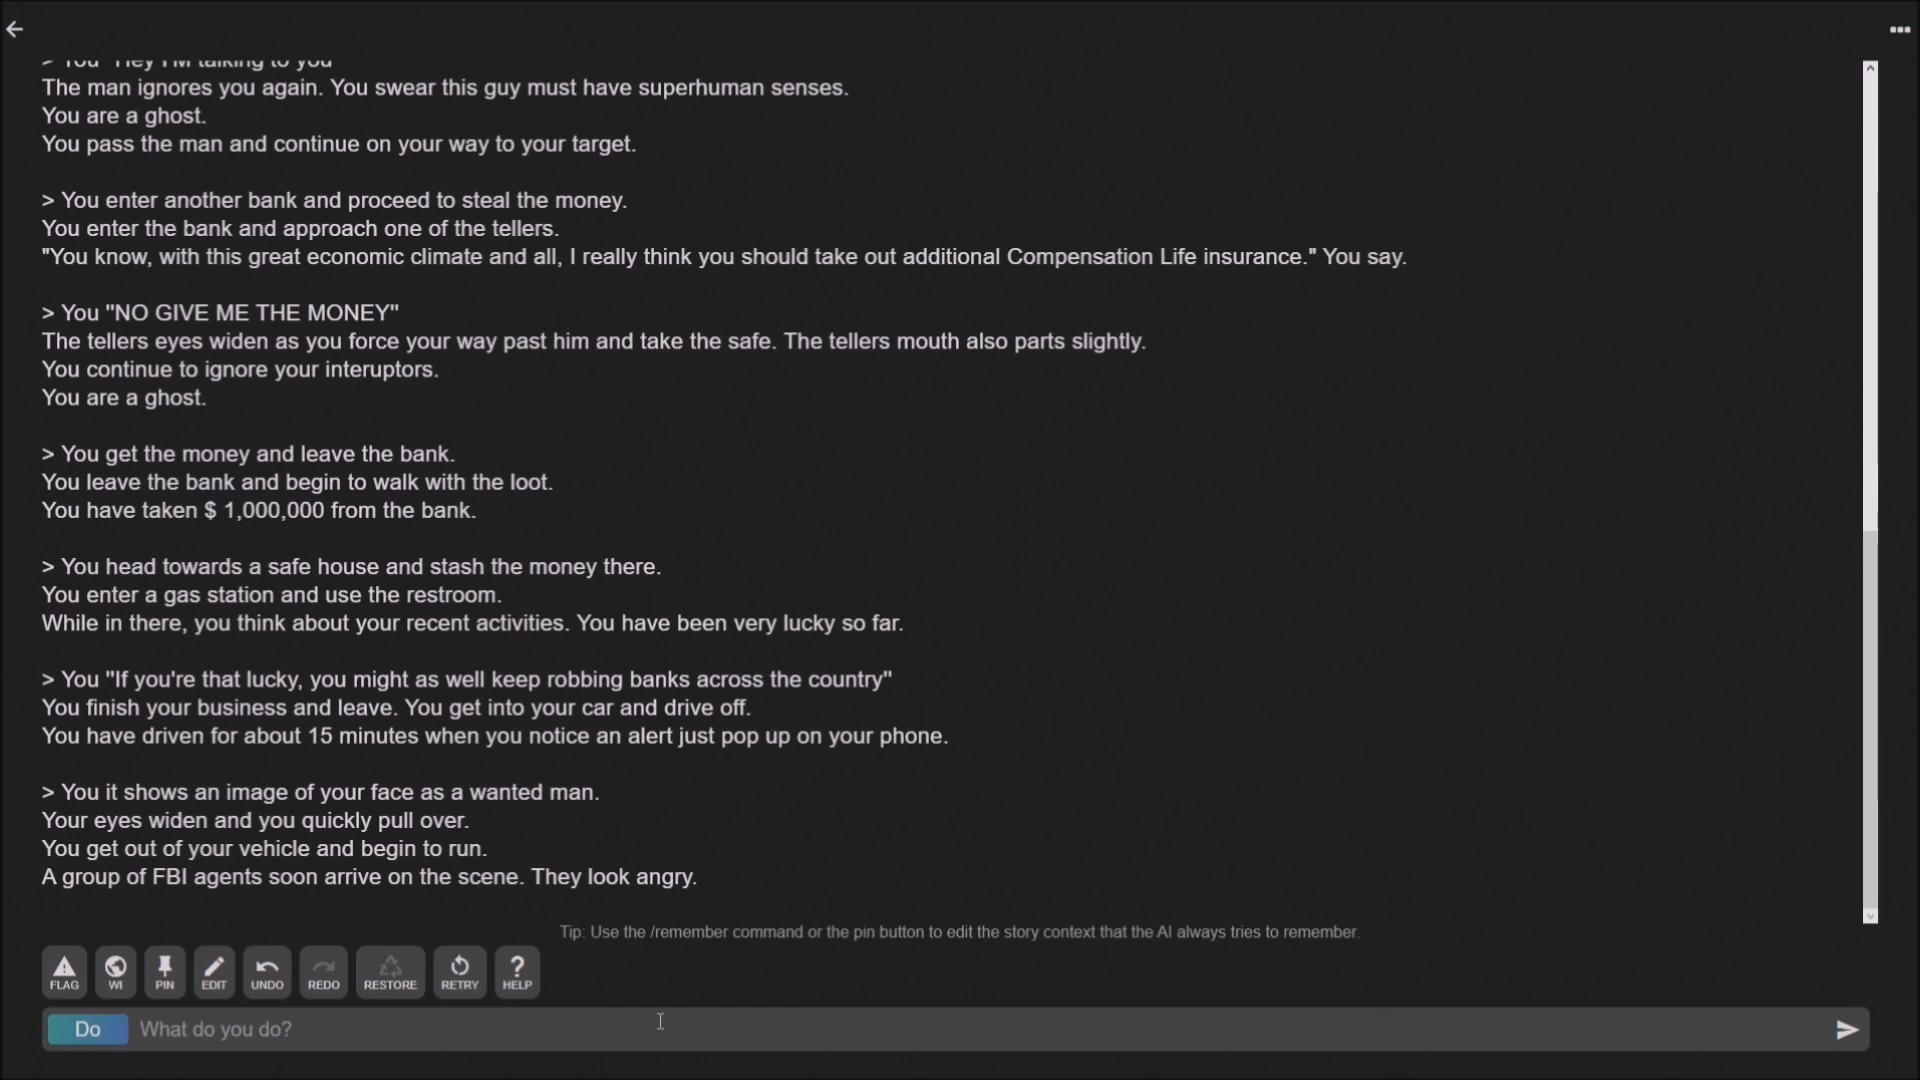 > You "Hey I'M talking to you"
The man ignores you again. You swear this guy must have superhuman senses.
You are a ghost.
You pass the man and continue on your way to your target.
> You enter another bank and proceed to steal the money.
You enter the bank and approach one of the tellers.
"You know, with this great economic climate and all, I really think you should take out additional Compensation Life insurance." You say.
> You "NO GIVE ME THE MONEY"
The tellers eyes widen as you force your way past him and take the safe. The tellers mouth also parts slightly.
You continue to ignore your interuptors.
You are a ghost.
> You get the money and leave the bank.
You leave the bank and begin to walk with the loot.
You have taken $ 1,000,000 from the bank.
> You head towards a safe house and stash the money there.
You enter a gas station and use the restroom.
While in there, you think about your recent activities. You have been very lucky so far.
> You "If you're that lucky, you might as well keep robbing banks across the country"
You finish your business and leave. You get into your car and drive off.
You have driven for about 15 minutes when you notice an alert just pop up on your phone.
> You it shows an image of your face as a wanted man.
Your eyes widen and you quickly pull over.
You get out of your vehicle and begin to run.
A group of FBI agents soon arrive on the scene. They look angry.
Tip: Use the /remember command or the pin button to edit the story context that the AI always tries to remember.
FLAG WI PIN EDIT UNDO REDO RESTORE RETRY HELP
Do What do you do?